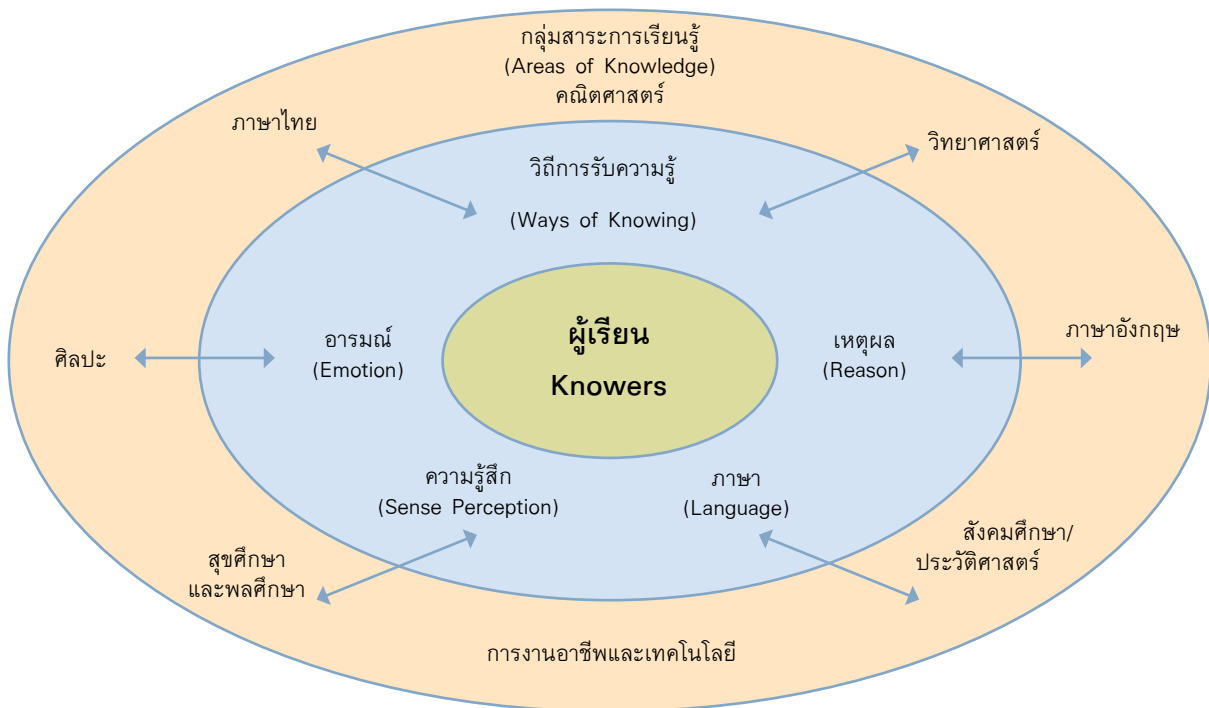 กลุ่มสาระการเรียนรู้
(Areas of Knowledge)
คณิตศาสตร์
ภาษาไทย
วิทยาศาสตร์
วิถีการรับความรู้
(Ways of Knowing)
ศิลปะ
อารมณ์
(Emotion)
ผู้เรียน
Knowers
เหตุผล
(Reason)
ภาษาอังกฤษ
ความรู้สึก
(Sense Perception)
ภาษา
(Language)
สุขศึกษา
และพลศึกษา
สังคมศึกษา/
ประวัติศาสตร์
การงานอาชีพและเทคโนโลยี